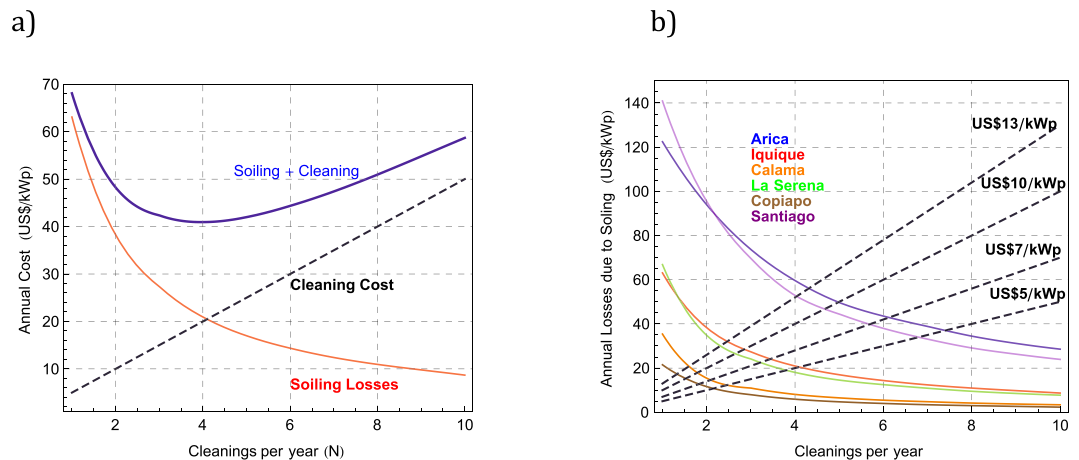 a)
70
60
50
40
30
20
10
2
4
6
8
10
Annual Cost (US$/kWp)
Cleanings per year (N)
Soiling + Cleaning
Cleaning Cost
Soiling Losses
b)
140
120
100
80
60
40
20
0
2
4
6
8
10
Annual Losses due to Soling (US$/kWp)
Cleanings per year
Arica
Iquique
Calama
La Serena
Copiapo
Santiago
US$13/kWp
US$10/kWp
US$7/kWp
US$5/kWp